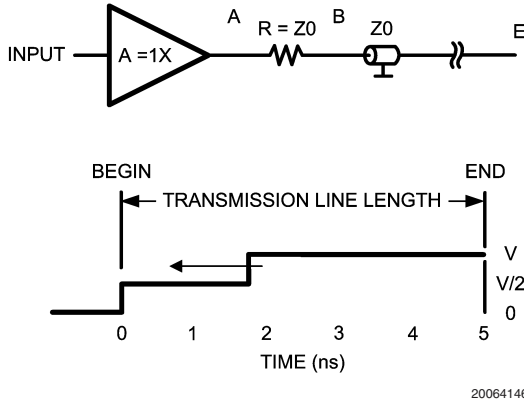 A R = Z0 B Z0 E
INPUT A =1X
BEGIN END
TRANSMISSION LINE LENGTH
V
V/2
0
0 1 2 3 4 5
TIME (ns)
20064146